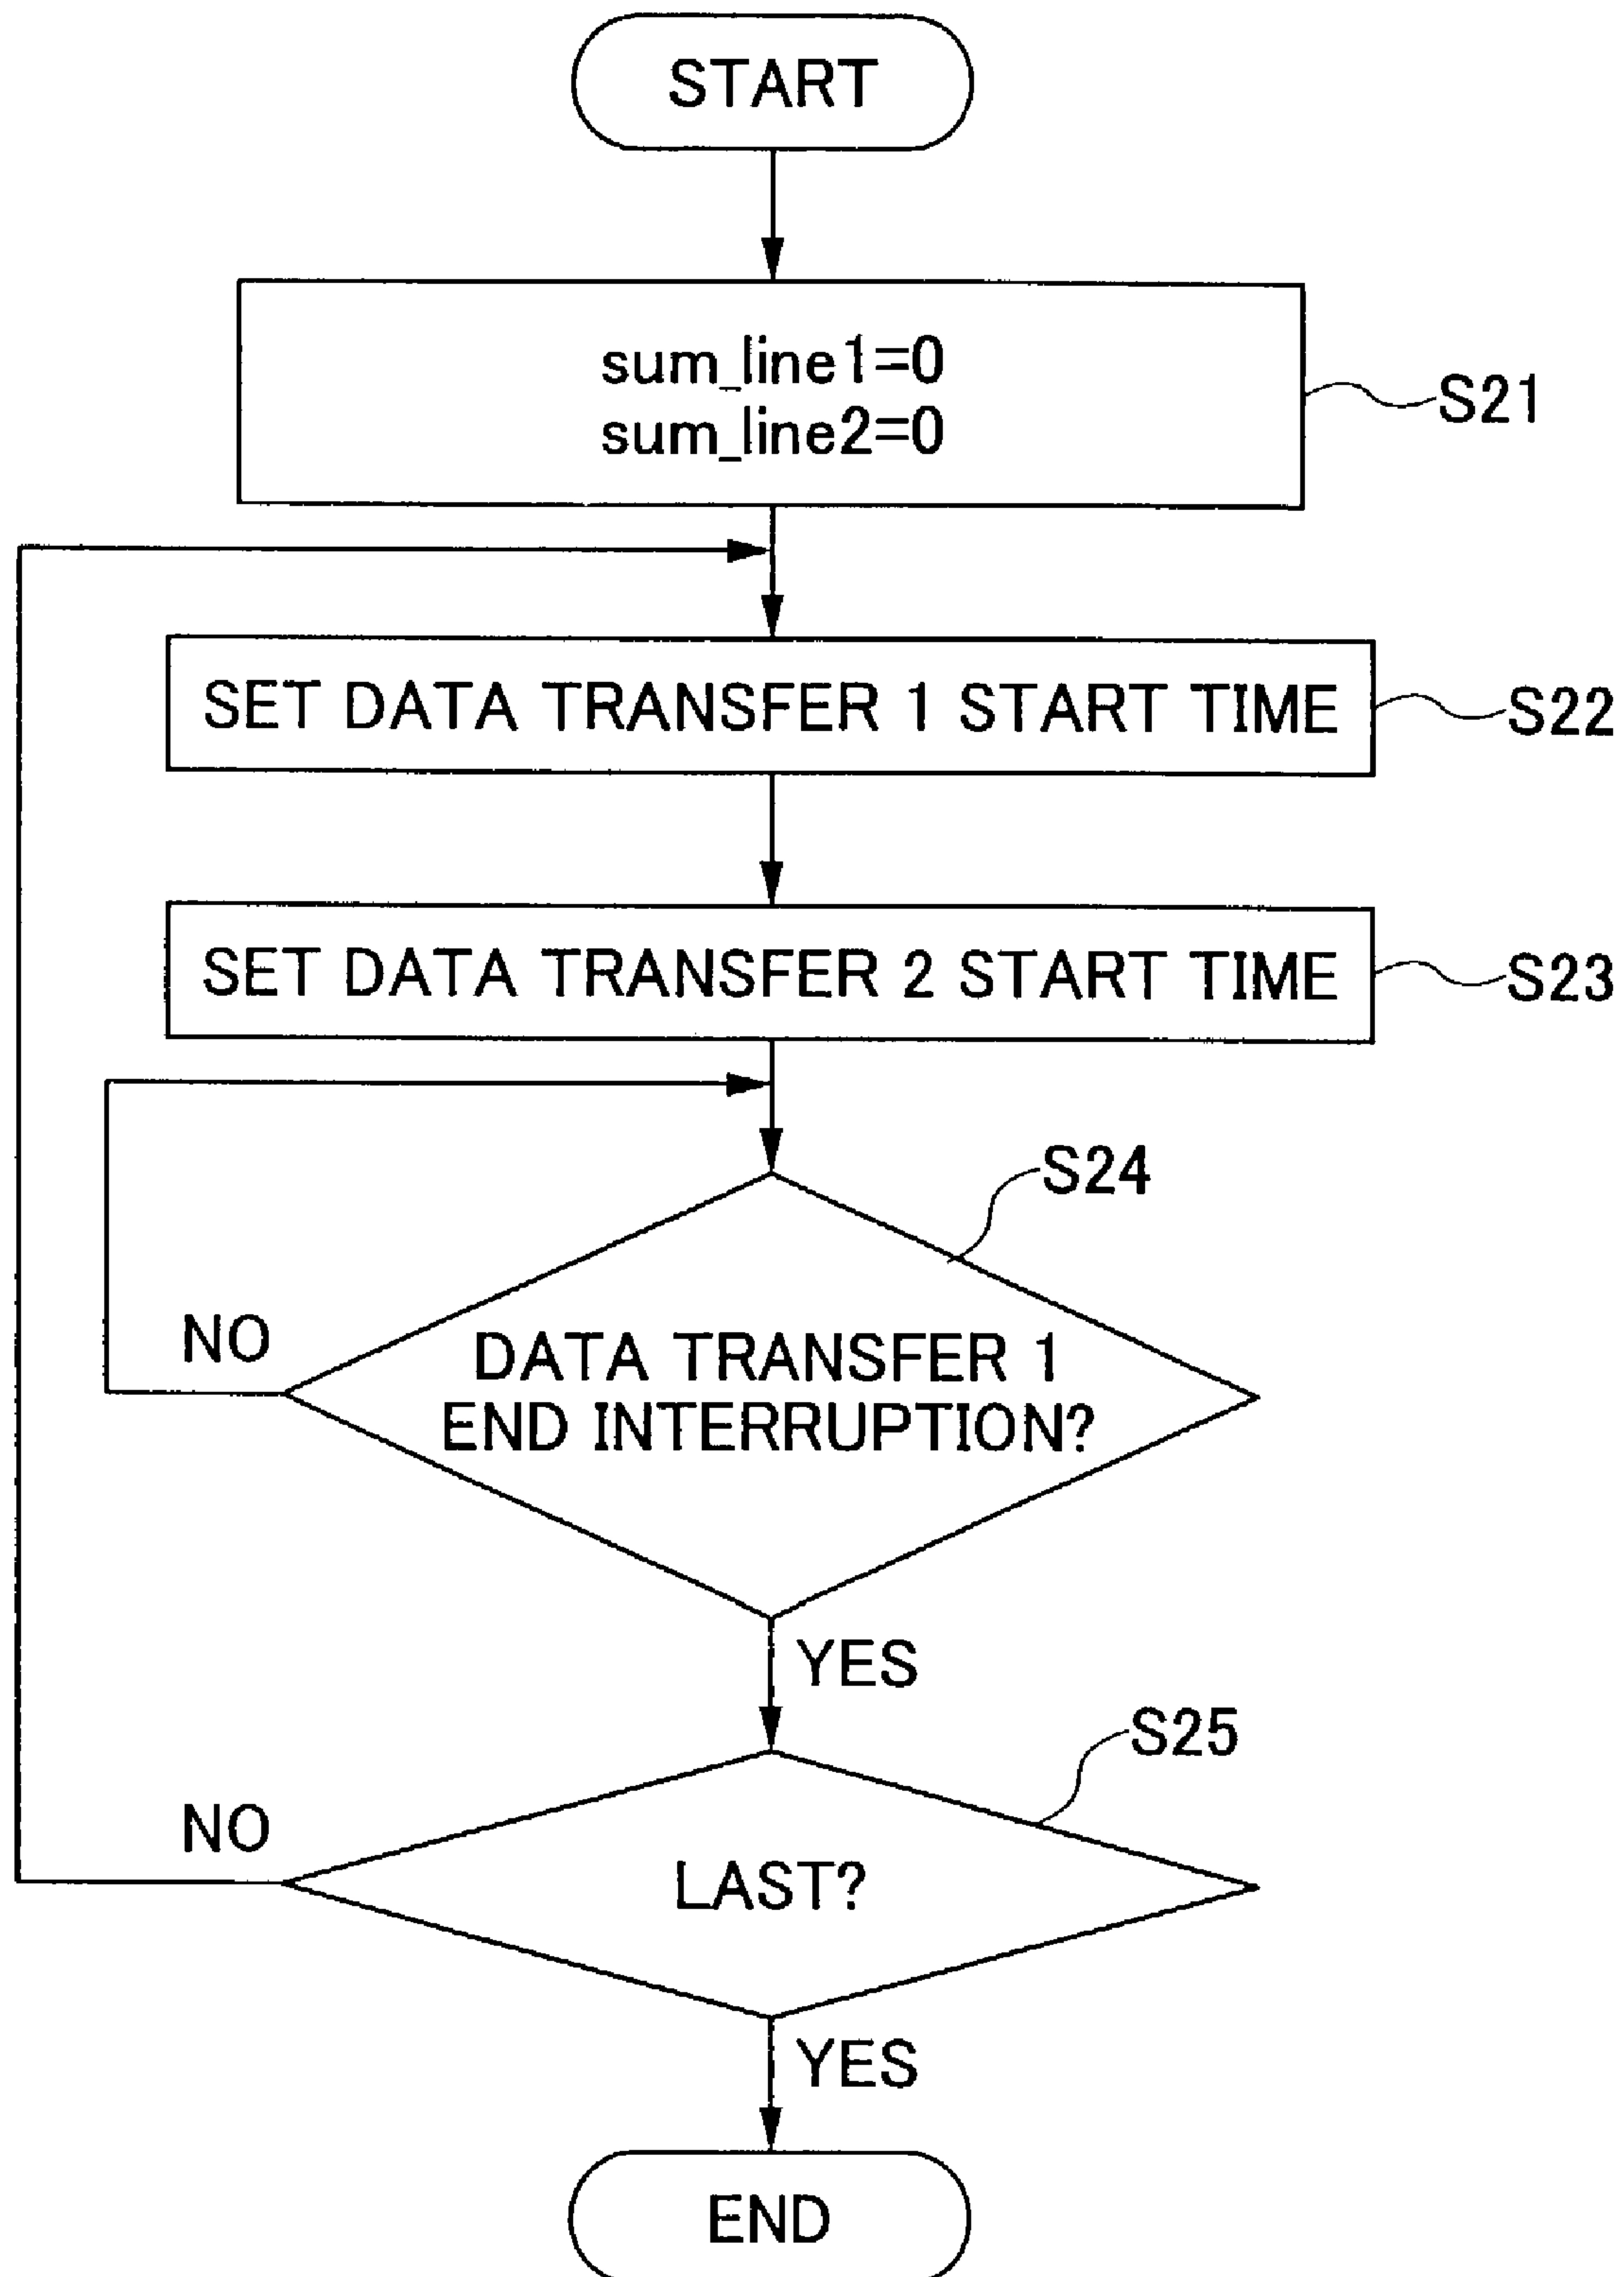 START
sum_line1=0
sum_line2=0
S21
SET DATA TRANSFER 1 START TIME
S22
SET DATA TRANSFER 2 START TIME
S23
S24
NO
DATA TRANSFER 1
END INTERRUPTION?
YES
S25
NO
LAST?
YES
END